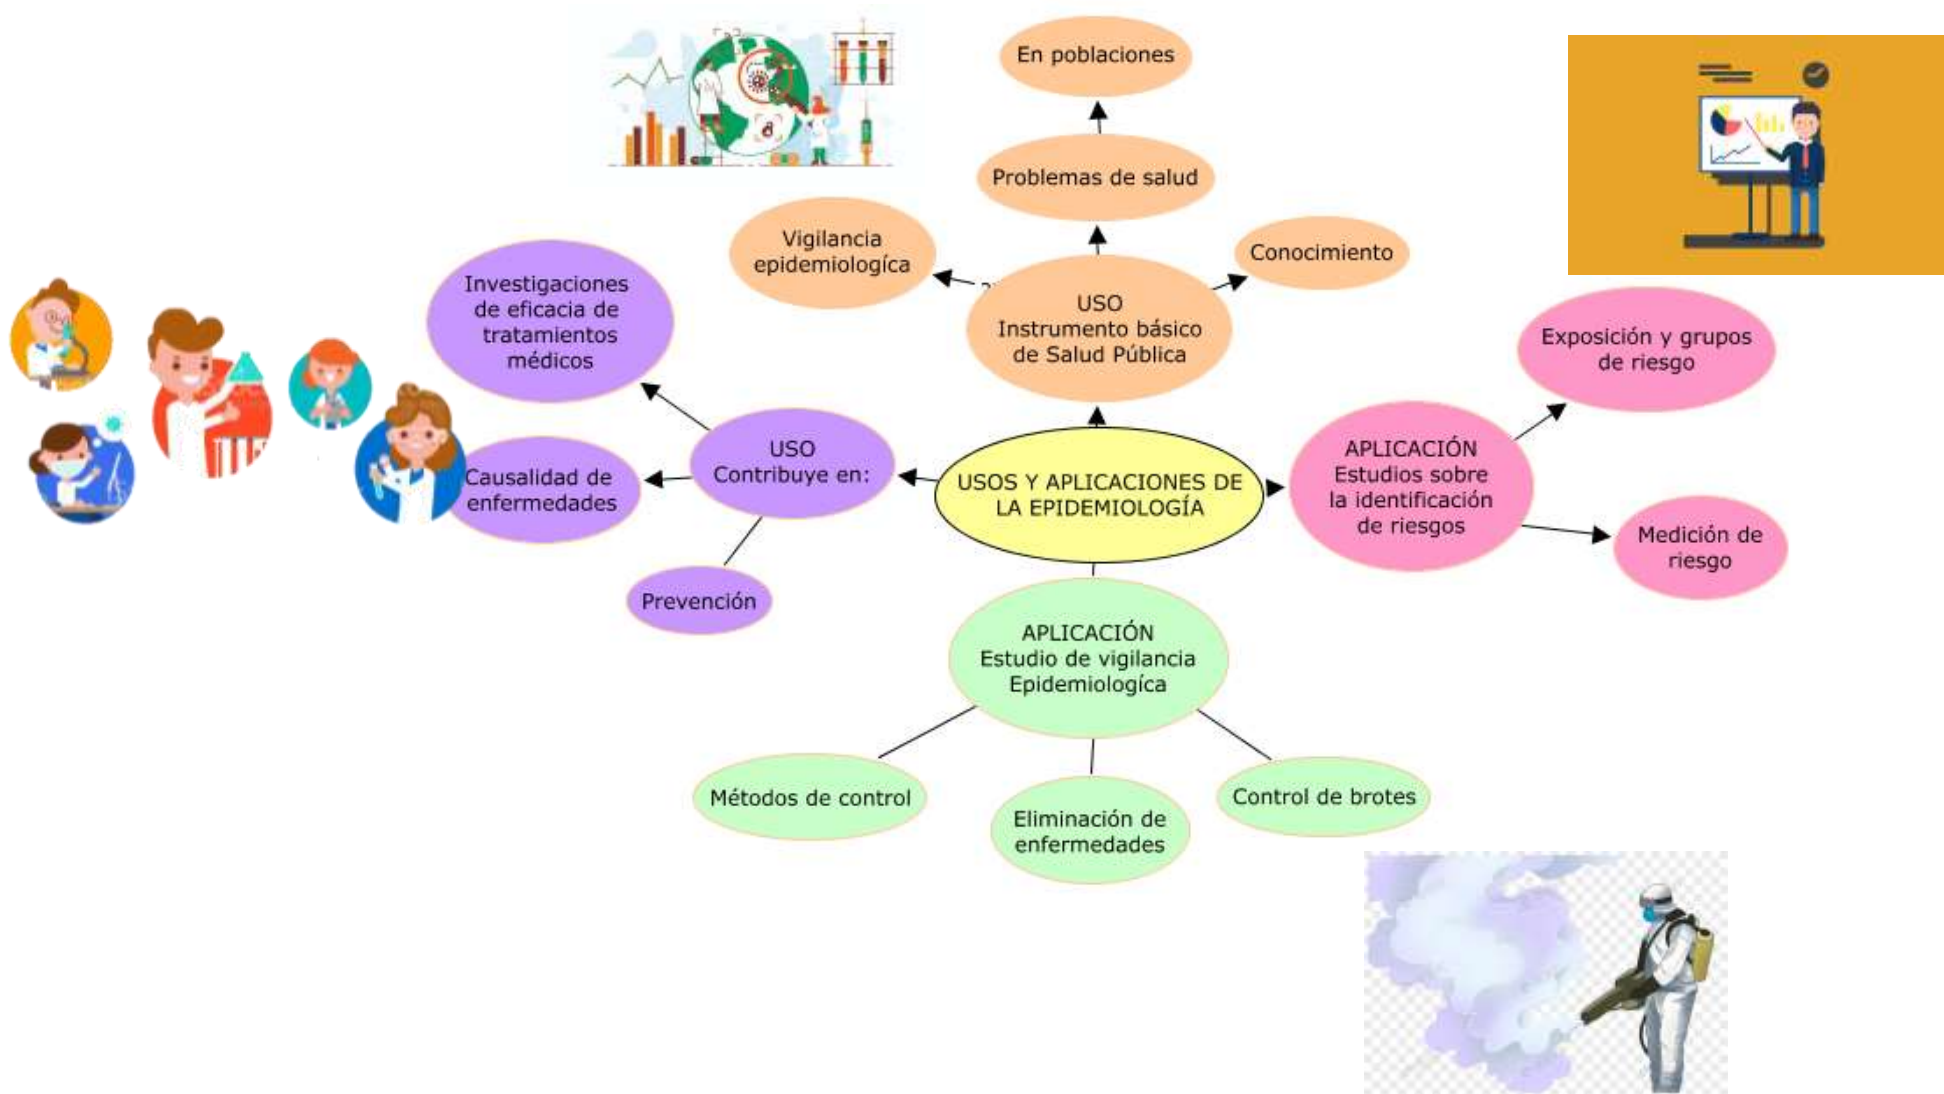 En poblaciones
Problemas de salud
Vigilancia
epidemiologíca
Conocimiento
USO
Instrumento básico
de Salud Pública
Investigaciones
de eficacia de
tratamientos
médicos
Exposición y grupos
de riesgo
USO
Contribuye en:
Causalidad de
enfermedades
Prevención
USOS Y APLICACIONES DE
LA EPIDEMIOLOGÍA
APLICACIÓN
Estudios sobre
la identificación
de riesgos
Medición de
riesgo
APLICACIÓN
Estudio de vigilancia
Epidemiologíca
Métodos de control
Eliminación de
enfermedades
Control de brotes